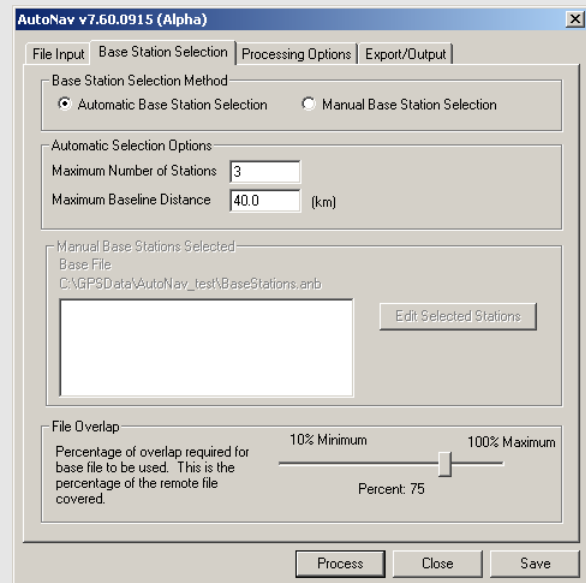 AutoNav v7.60.0915 (Alpha)
File Input Base Station Selection Processing Options Export/Output
Base Station Selection Method
Automatic Base Station Selection Manual Base Station Selection
Automatic Selection Options
Maximum Number of Stations 3
Maximum Baseline Distance 40.0 (km)
Manual Base Stations Selected
Base File
C:\GPSData\AutoNav_test\BaseStations.anb
Edit Selected Stations
File Overlap
10% Minimum 100% Maximum
Percentage of overlap required for
base file to be used. This is the
percentage of the remote file
covered.
Percent: 75
Process Close Save